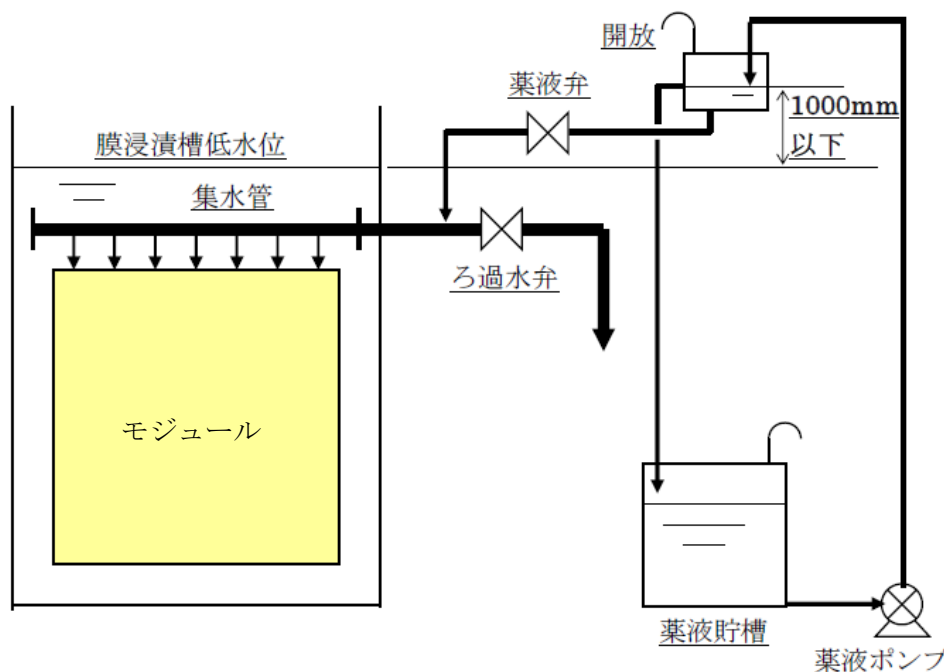 開放
薬液弁
1000mm
以下
膜浸漬槽低水位
集水管
ろ過水弁
モジュール
薬液貯槽
薬液ポンプ